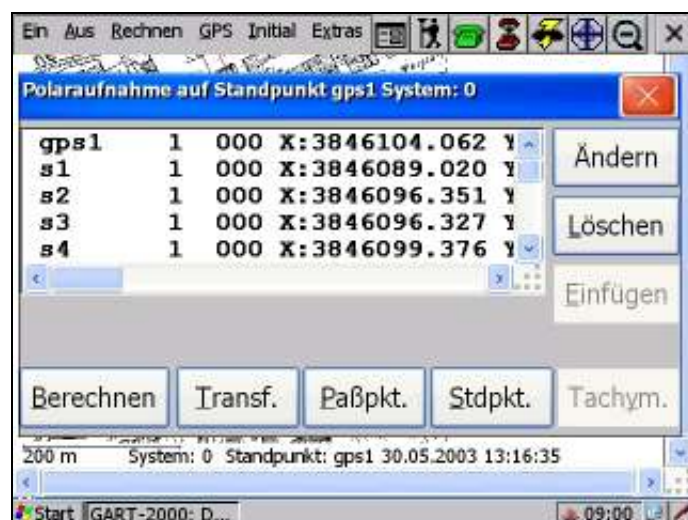 Ein Aus Rechnen GPS Initial Extras
Polaraufnahme auf Standpunkt gps1 System: 0
gps1 1 000 X:3846104.062 Y
s1 1 000 X:3846089.020 Y
s2 1 000 X:3846096.351 Y
s3 1 000 X:3846096.327 Y
s4 1 000 X:3846099.376 Y
Ändern
Löschen
Einfügen
Berechnen Transf. Paßpkt. Stdpkt. Tachym.
200 m System: 0 Standpunkt: gps1 30.05.2003 13:16:35
Start GART-2000: D... 09:00